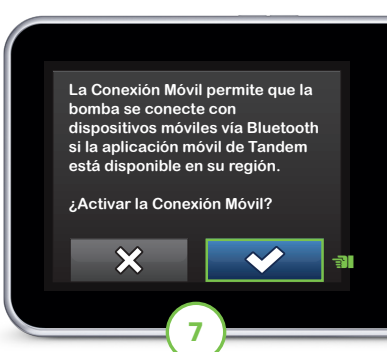 La Conexión Móvil permite que la
bomba se conecte con
dispositivos móviles vía Bluetooth
si la aplicación móvil de Tandem
está disponible en su región.
¿Activar la Conexión Móvil?
7